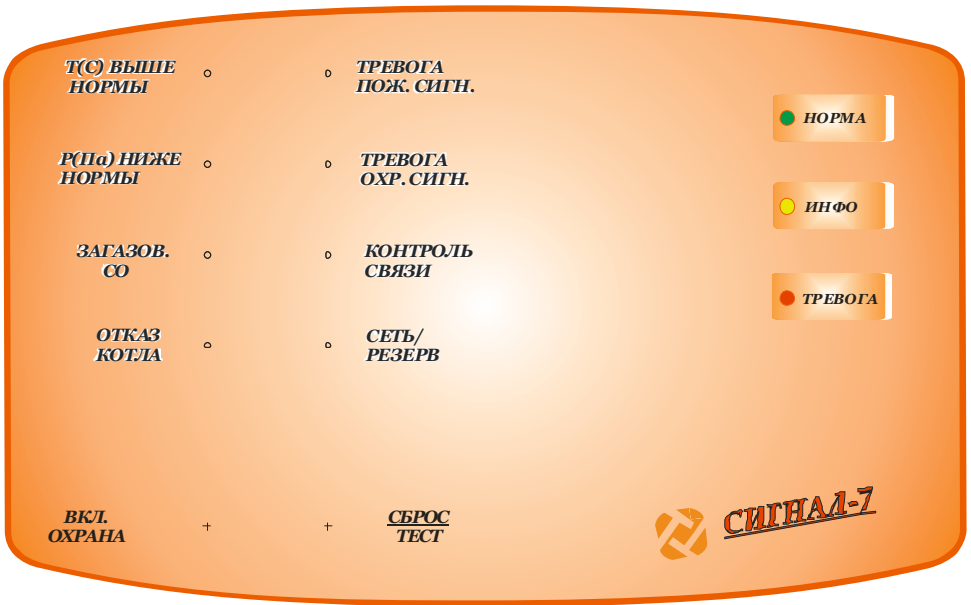 Т(С) ВЫШЕ
НОРМЫ
ТРЕВОГА
ПОЖ. СИГН.
Р(Па) НИЖЕ
НОРМЫ
ТРЕВОГА
ОХР. СИГН.
ЗАГАЗОВ.
СО
КОНТРОЛЬ
СВЯЗИ
ОТКАЗ
КОТЛА
СЕТЬ/
РЕЗЕРВ
ВКЛ.
ОХРАНА
СБРОС
ТЕСТ
НОРМА
ИНФО
ТРЕВОГА
СИГНАЛ-7